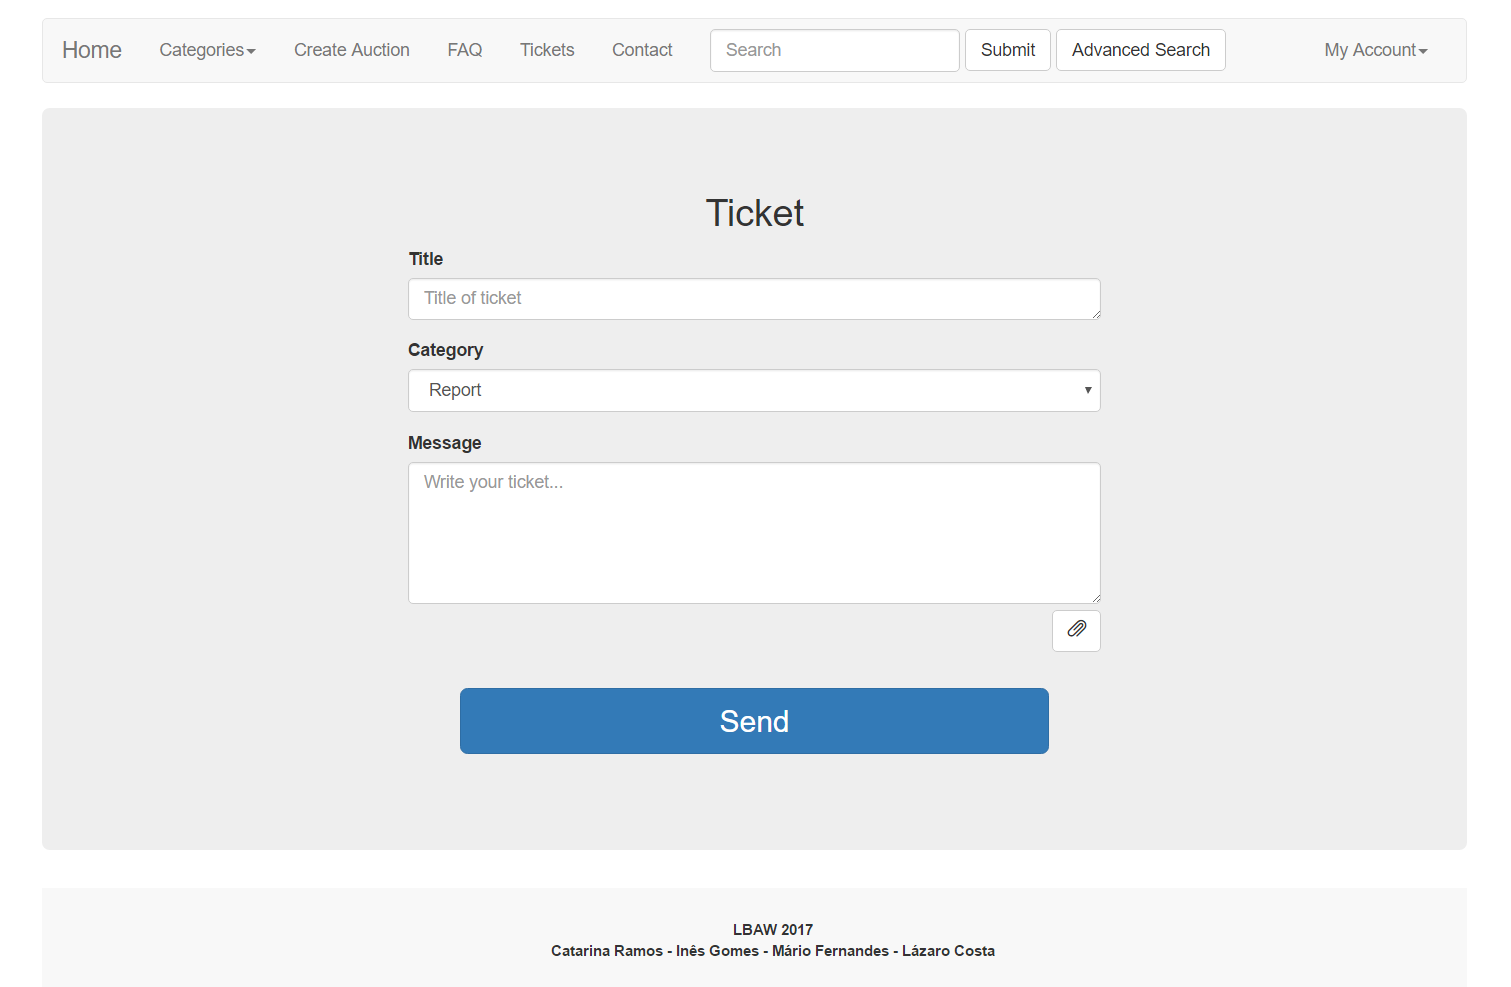 Home Categories Create Auction FAQ Tickets Contact Search Submit Advanced Search My Account
Ticket
Title
Title of ticket
Category
Report
Message
Write your ticket...
Send
LBAW 2017
Catarina Ramos - Inês Gomes - Mário Fernandes - Lázaro Costa